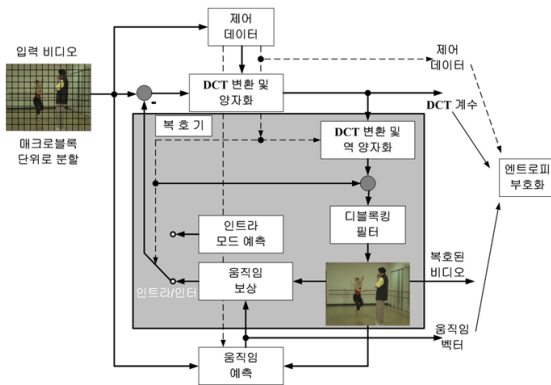 제어
데이터
입력 비디오
제어
데이터
DCT 변환 및
양자화
-
DCT 계수
매크로블록
단위로 분할
복 호 기
DCT 변환 및
역 양자화
엔트로피
부호화
디블록킹
필터
인트라
모드 예측
복호된
비디오
움직임
보상
인트라/인터
움직임
벡터
움직임
예측